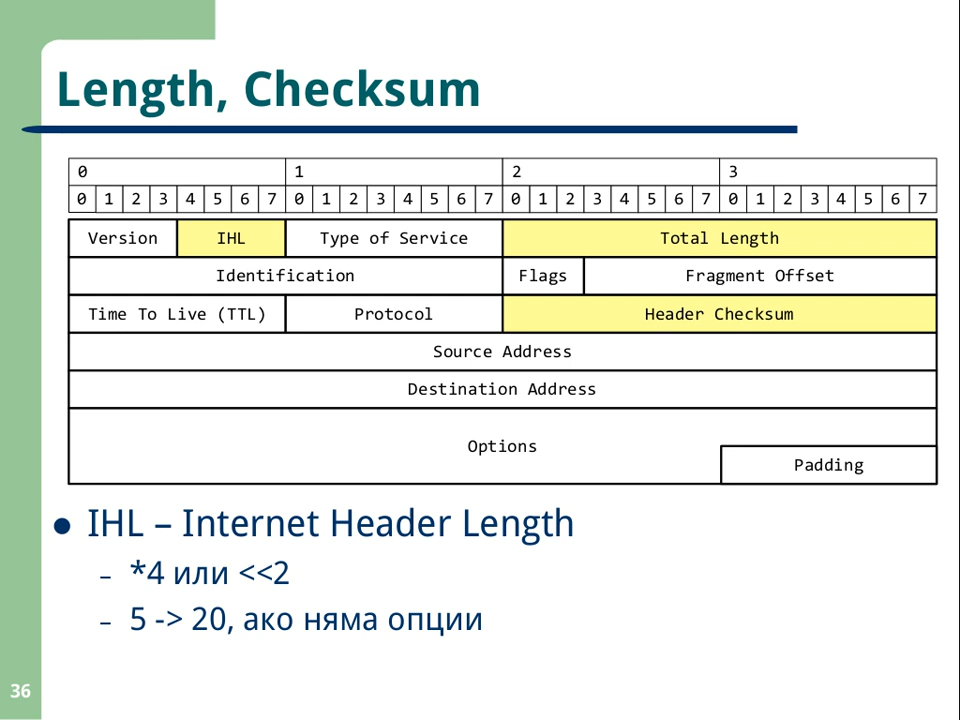 Length, Checksum
0 1 2 3
0 1 2 3 4 5 6 7 0 1 2 3 4 5 6 7 0 1 2 3 4 5 6 7 0 1 2 3 4 5 6 7
Version IHL Type of Service Total Length
Identification Flags Fragment Offset
Time To Live (TTL) Protocol Header Checksum
Source Address
Destination Address
Options
Padding
● IHL – Internet Header Length
– *4 или <<2
– 5 -> 20, ако няма опции
36